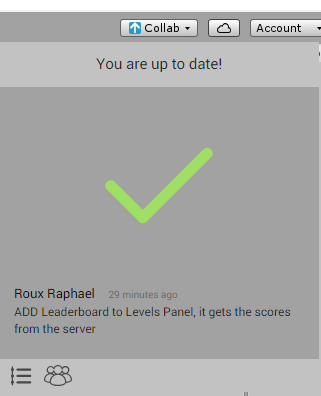 Collab Account
You are up to date!
Roux Raphael 29 minutes ago
ADD Leaderboard to Levels Panel, it gets the scores
from the server